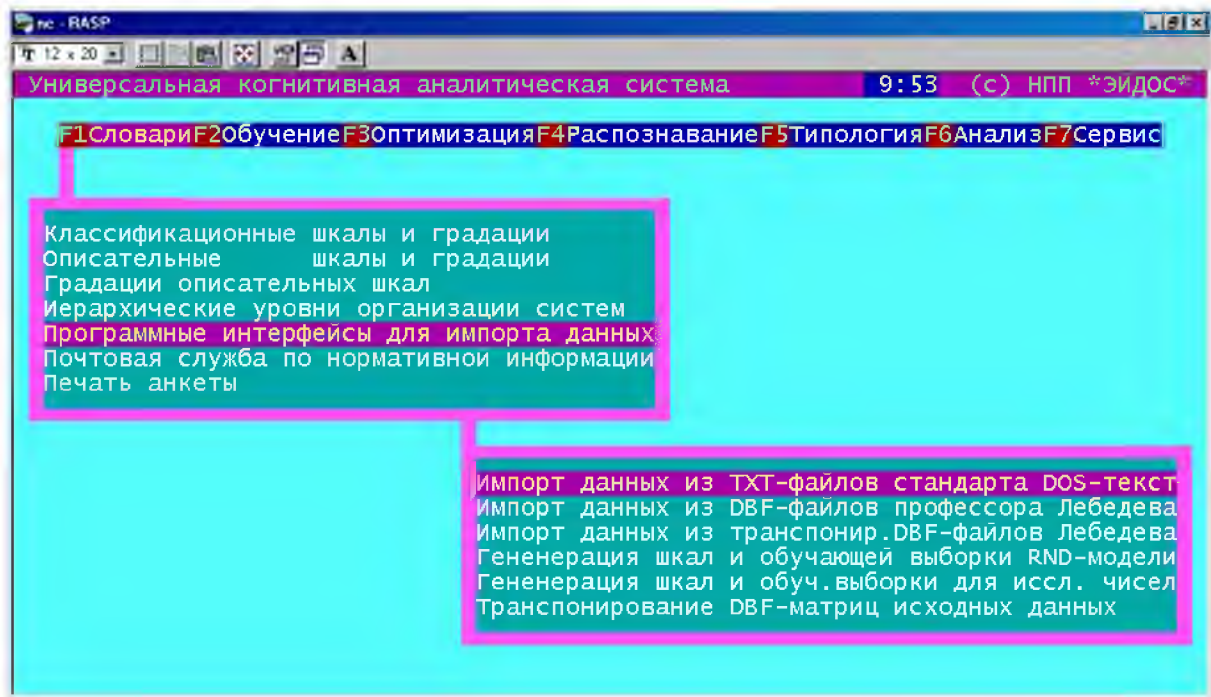 nc - RASP
12 x 20 A
Универсальная когнитивная аналитическая система 9:53 (с) НПП *ЭЙДОС*
F1СловариF2ОбучениеF3ОптимизацияF4РаспознаваниеF5ТипологияF6АнализF7Сервис
Классификационные шкалы и градации
Описательные шкалы и градации
Градации описательных шкал
Иерархические уровни организации систем
Программные интерфейсы для импорта данных
Почтовая служба по нормативной информации
Печать анкеты
Импорт данных из TXT-файлов стандарта DOS-текст
Импорт данных из DBF-файлов профессора Лебедева
Импорт данных из транспонир.DBF-файлов Лебедева
Гененерация шкал и обучающей выборки RND-модели
Гененерация шкал и обуч.выборки для иссл. чисел
Транспонирование DBF-матриц исходных данных